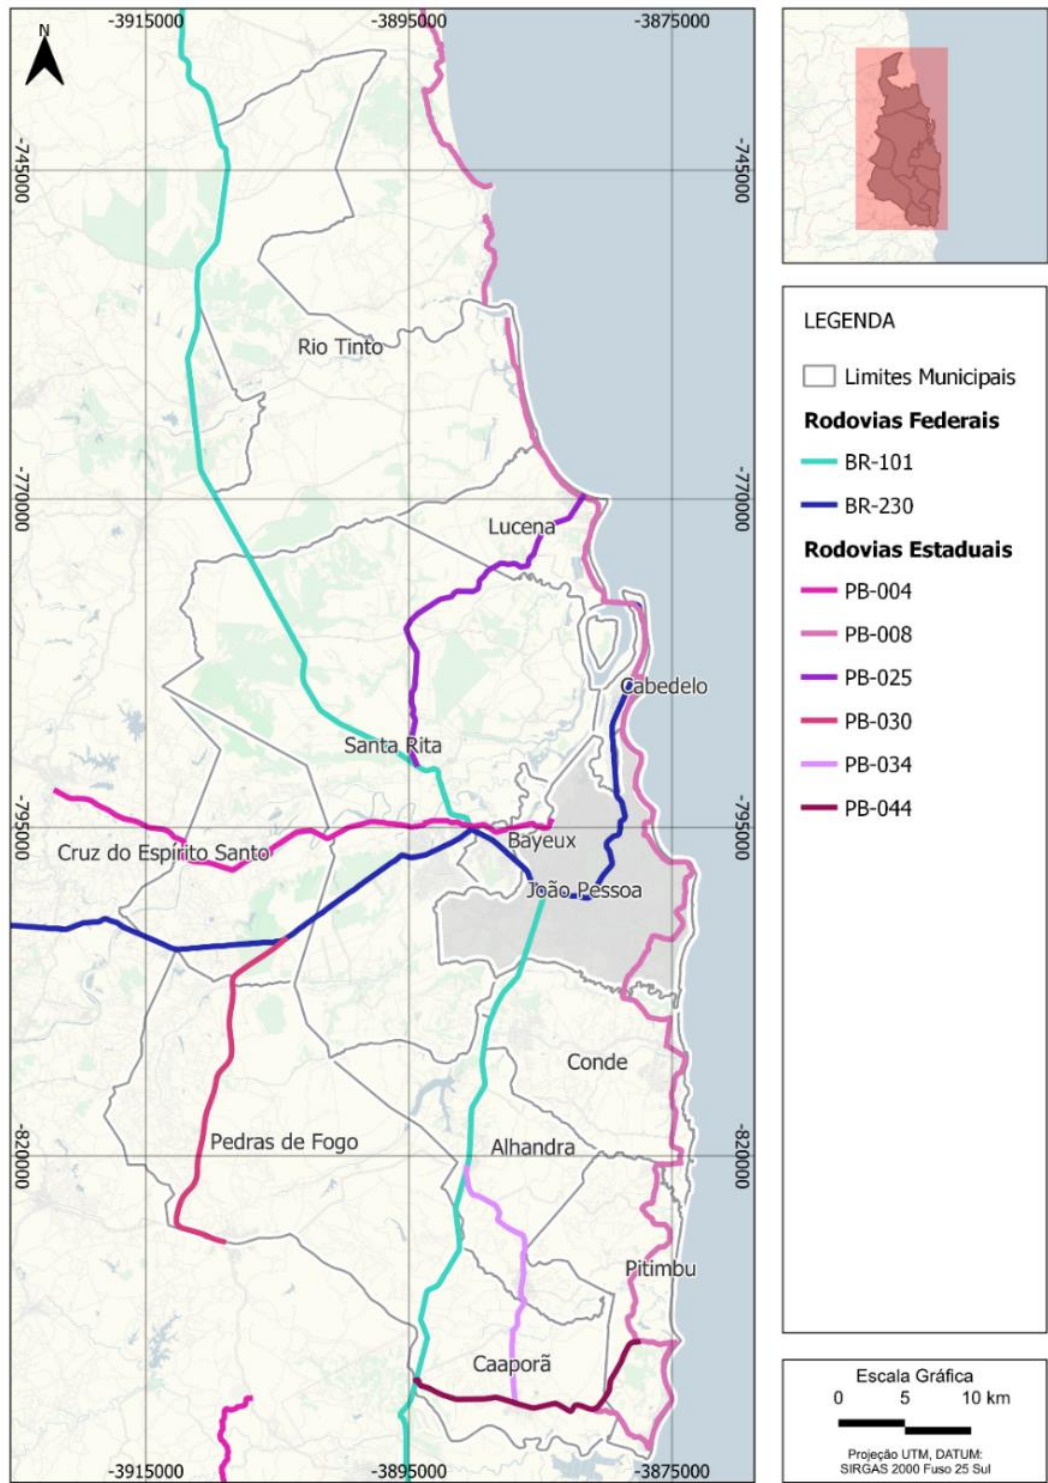 -3915000
-3895000
-3875000
N
-745000
-745000
Rio Tinto
-770000
-770000
Lucena
Cabedelo
Santa Rita
-795000
-795000
Bayeux
Cruz do Espírito Santo
João Pessoa
Conde
-820000
-820000
Pedras de Fogo
Alhandra
Pitimbu
Caaporã
-3915000
-3895000
-3875000
LEGENDA
Limites Municipais
Rodovias Federais
BR-101
BR-230
Rodovias Estaduais
PB-004
PB-008
PB-025
PB-030
PB-034
PB-044
Escala Gráfica
0 5 10 km
Projeção UTM, DATUM:
SIRGAS 2000 Fuso 25 Sul